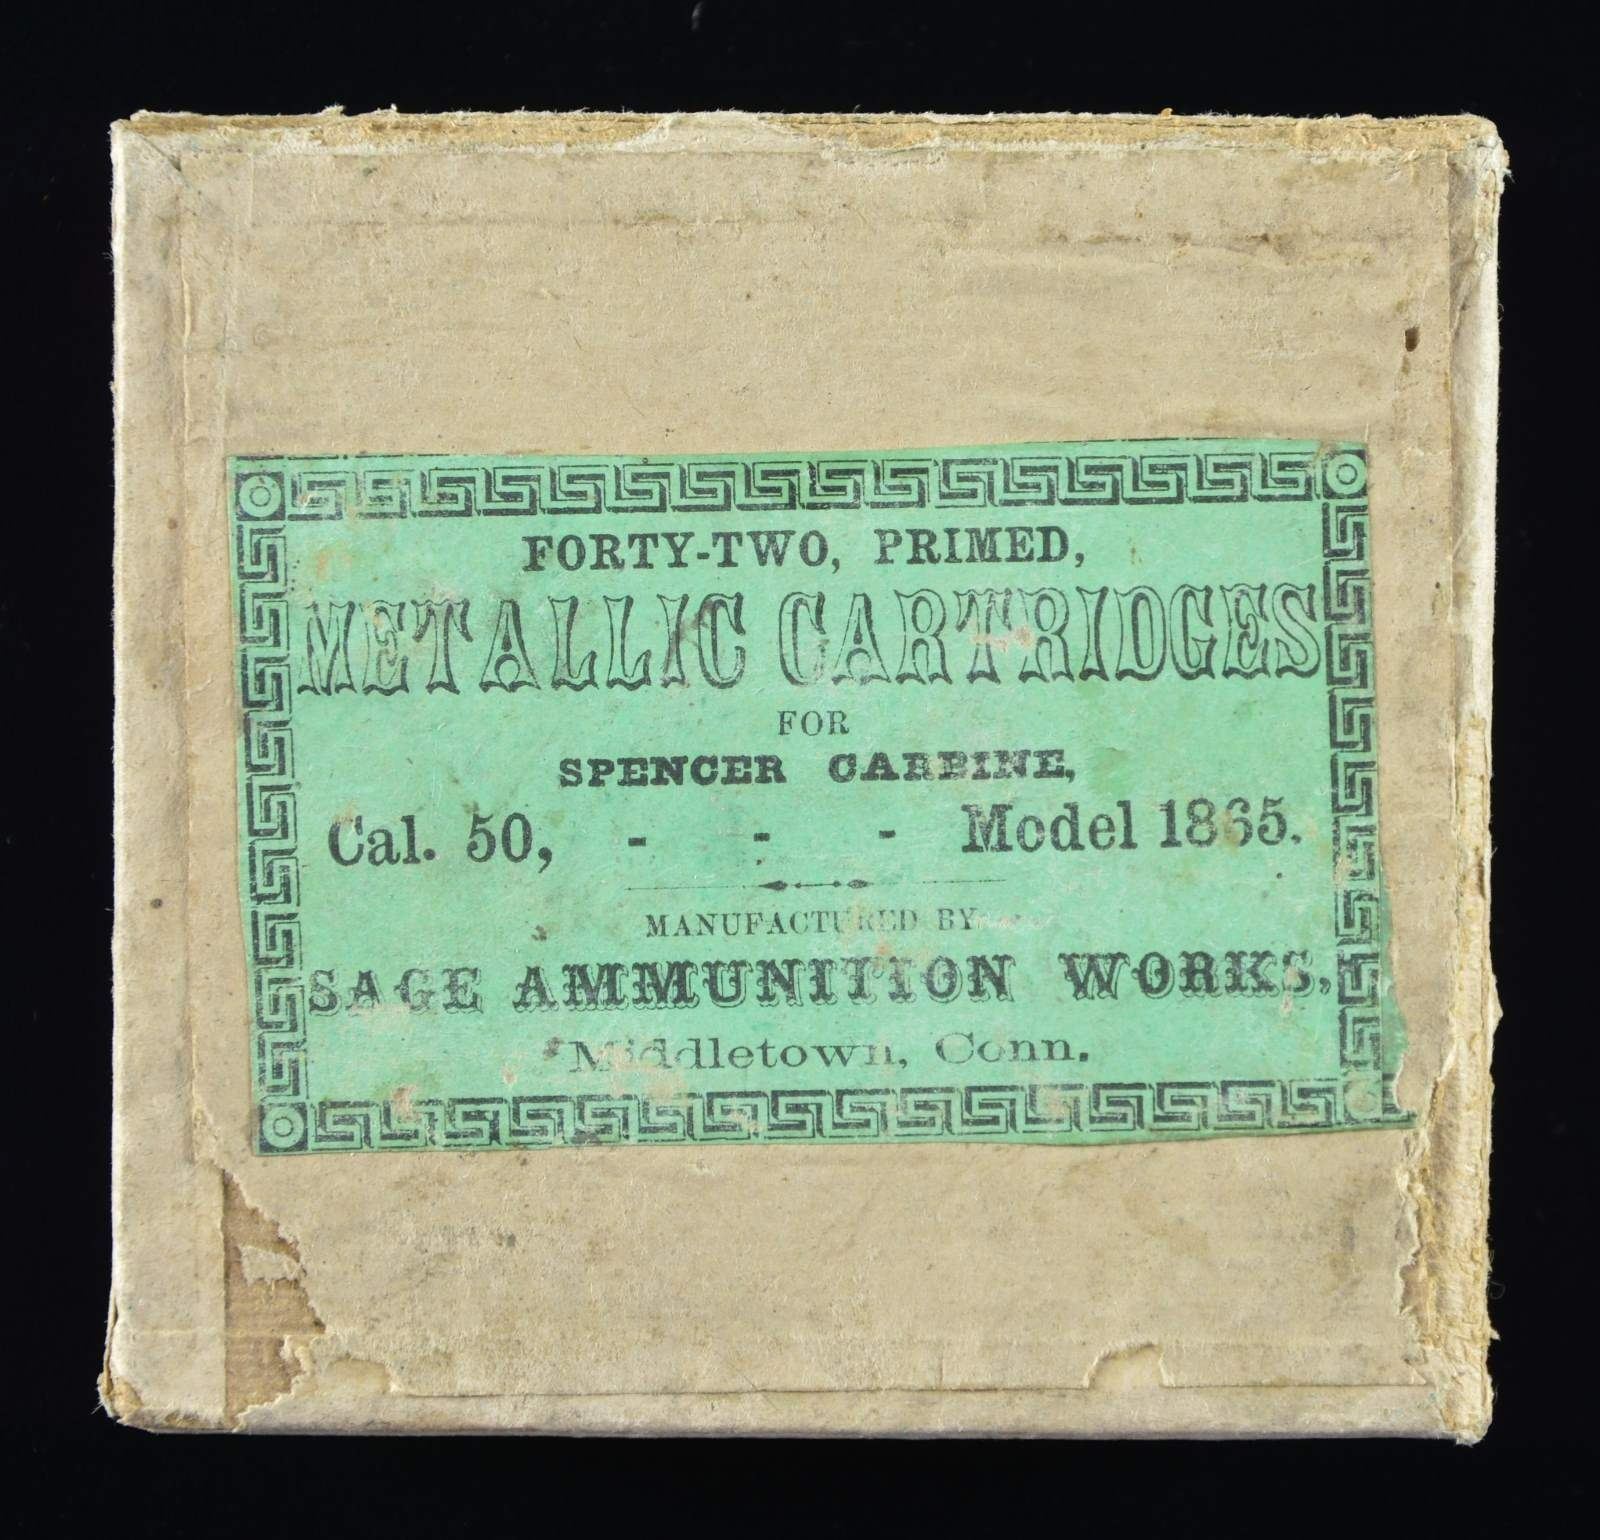 FORTY-TWO, PRIMED,
METALLIC CARTRIDGES
FOR
SPENCER CARBINE,
Cal. 50, - - - Model 1865.
MANUFACTURED BY
SAGE AMMUNITION WORKS,
Middletown, Conn.